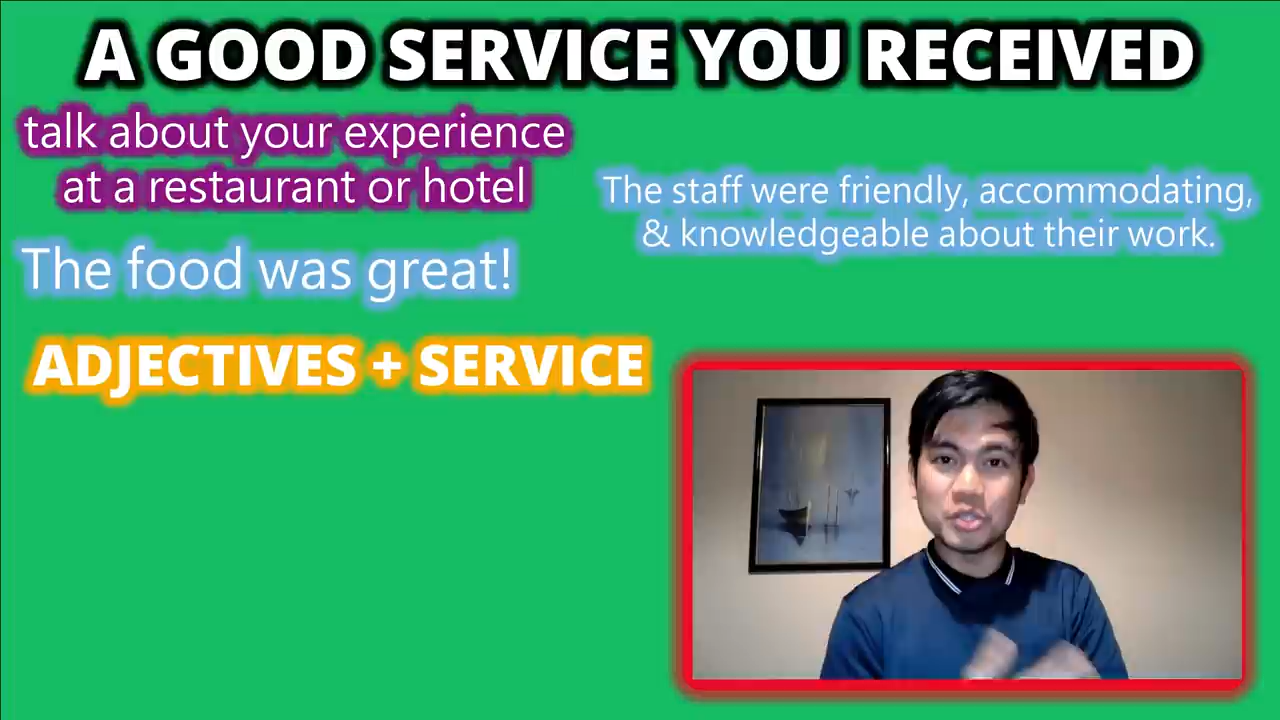 A GOOD SERVICE YOU RECEIVED
talk about your experience
at a restaurant or hotel
The staff were friendly, accommodating,
& knowledgeable about their work.
The food was great!
ADJECTIVES + SERVICE